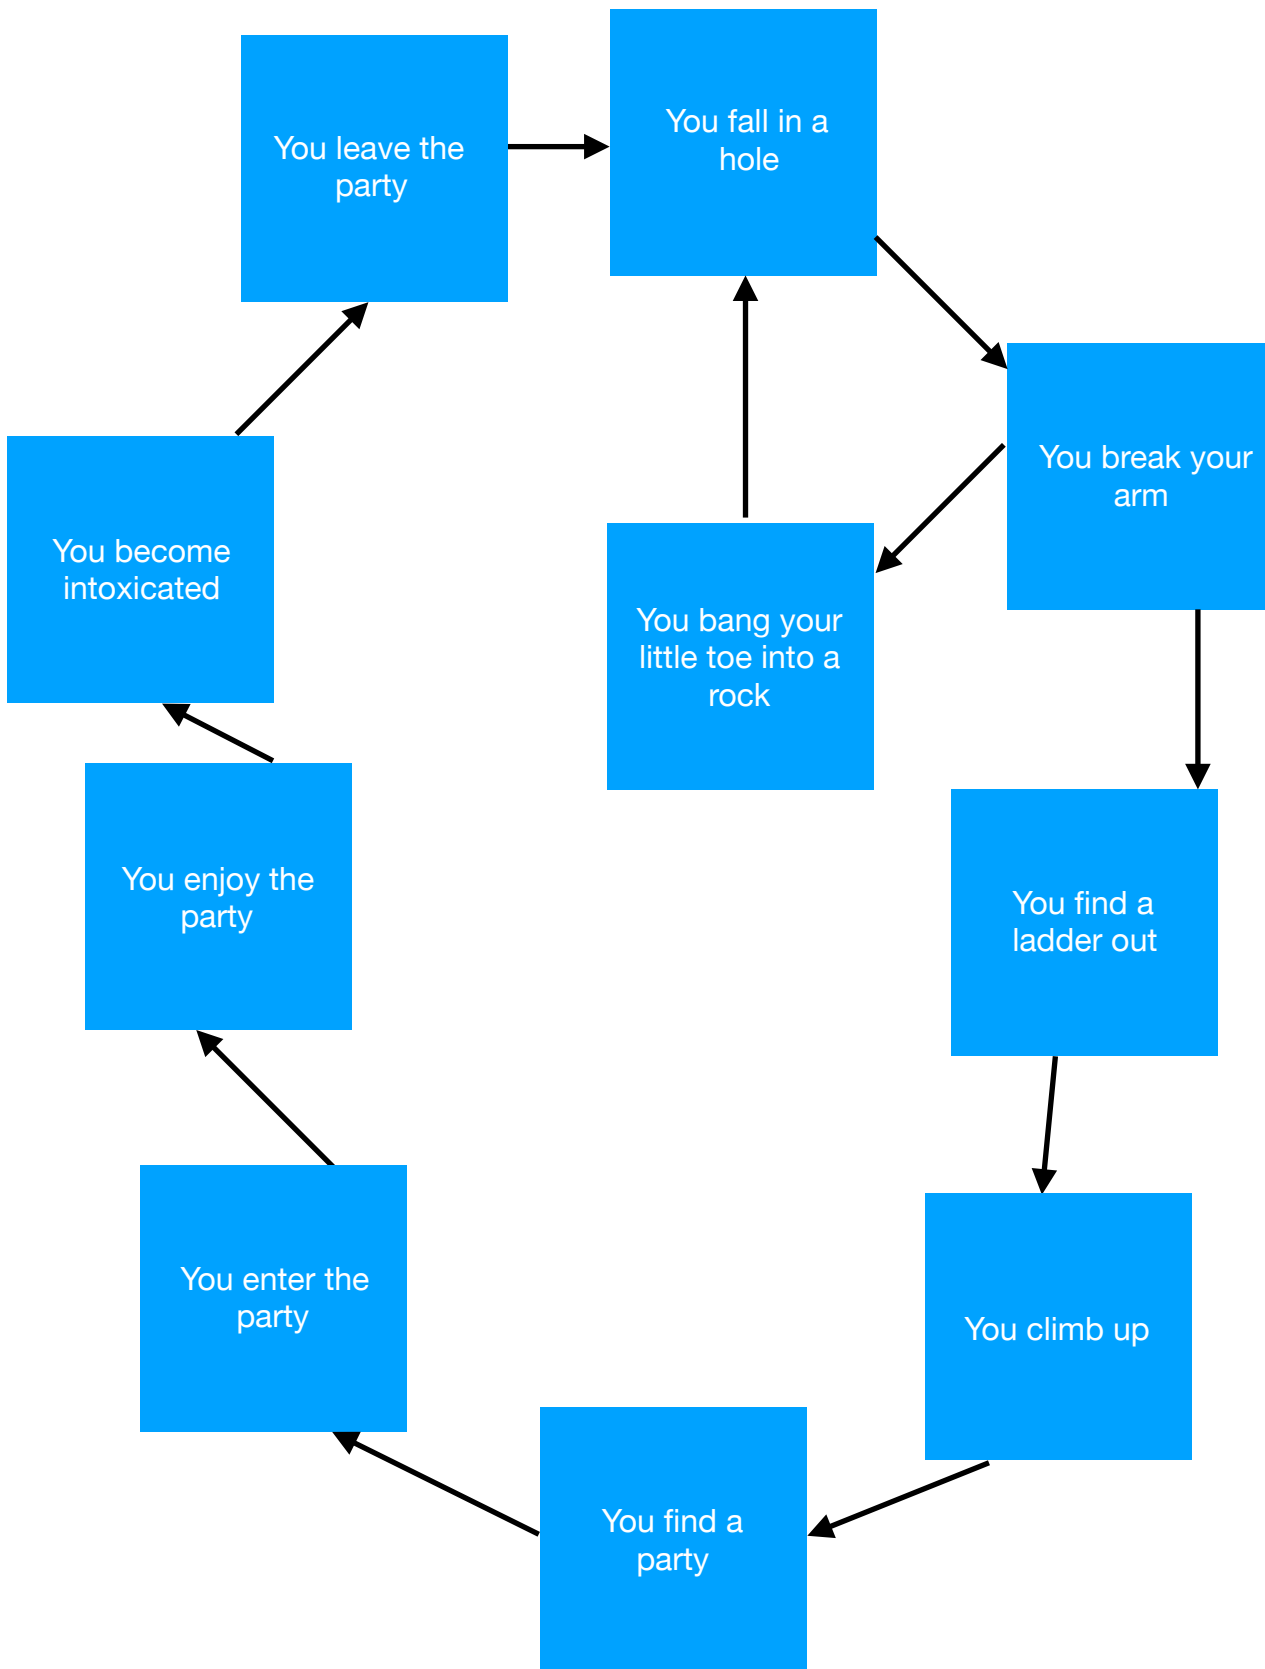 You leave the
party
You fall in a
hole
You break your
arm
You become
intoxicated
You bang your
little toe into a
rock
You enjoy the
party
You find a
ladder out
You enter the
party
You climb up
You find a
party